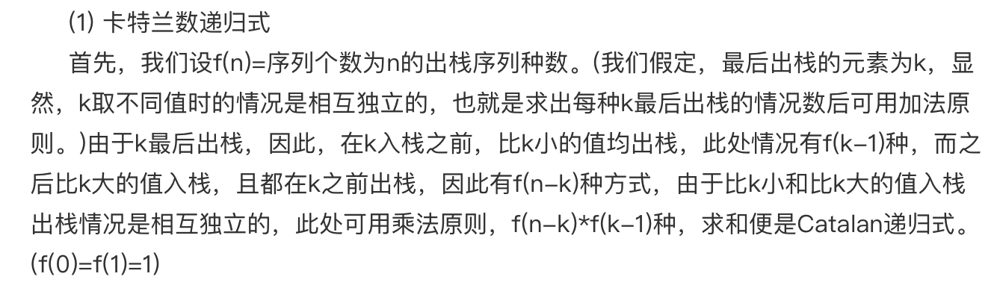 (1) 卡特兰数递归式
首先，我们设f(n)=序列个数为n的出栈序列种数。(我们假定，最后出栈的元素为k，显
然，k取不同值时的情况是相互独立的，也就是求出每种k最后出栈的情况数后可用加法原
则。)由于k最后出栈，因此，在k入栈之前，比k小的值均出栈，此处情况有f(k–1)种，而之
后比k大的值入栈，且都在k之前出栈，因此有f(n–k)种方式，由于比k小和比k大的值入栈
出栈情况是相互独立的，此处可用乘法原则，f(n–k)*f(k–1)种，求和便是Catalan递归式。
(f(0)=f(1)=1)